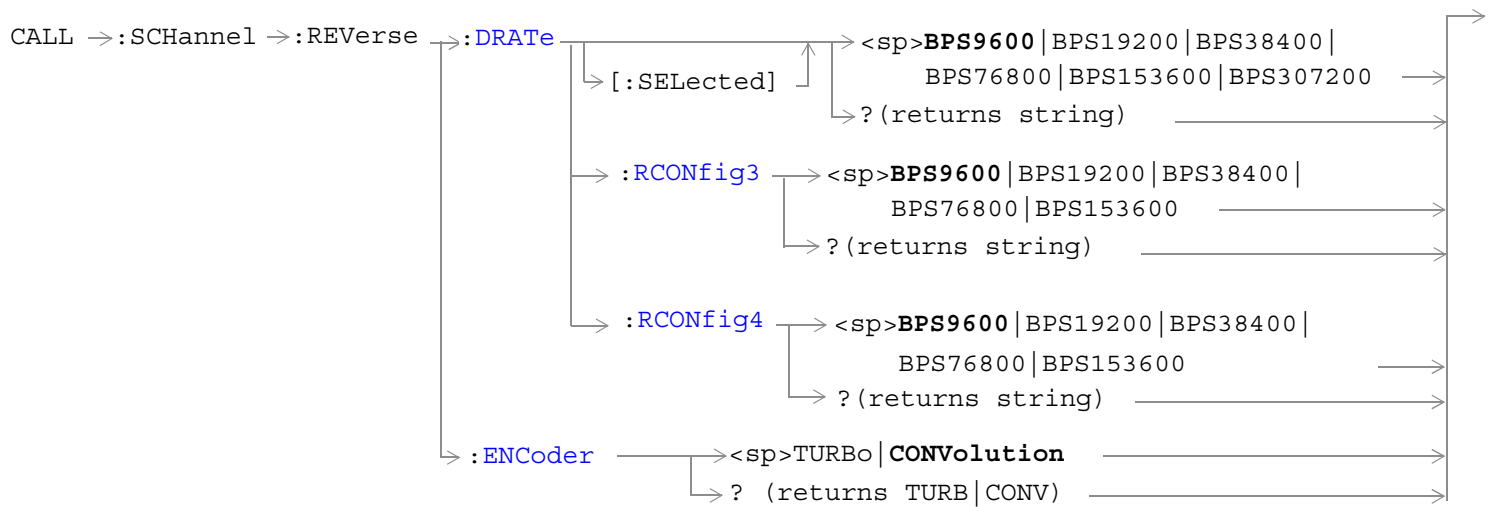 CALL :SCHannel :REVerse :DRATe <sp>BPS9600|BPS19200|BPS38400|
[:SELected] BPS76800|BPS153600|BPS307200
?(returns string)
:RCONfig3 <sp>BPS9600|BPS19200|BPS38400|
BPS76800|BPS153600
?(returns string)
:RCONfig4 <sp>BPS9600|BPS19200|BPS38400|
BPS76800|BPS153600
?(returns string)
:ENCoder <sp>TURBo|CONVolution
? (returns TURB|CONV)